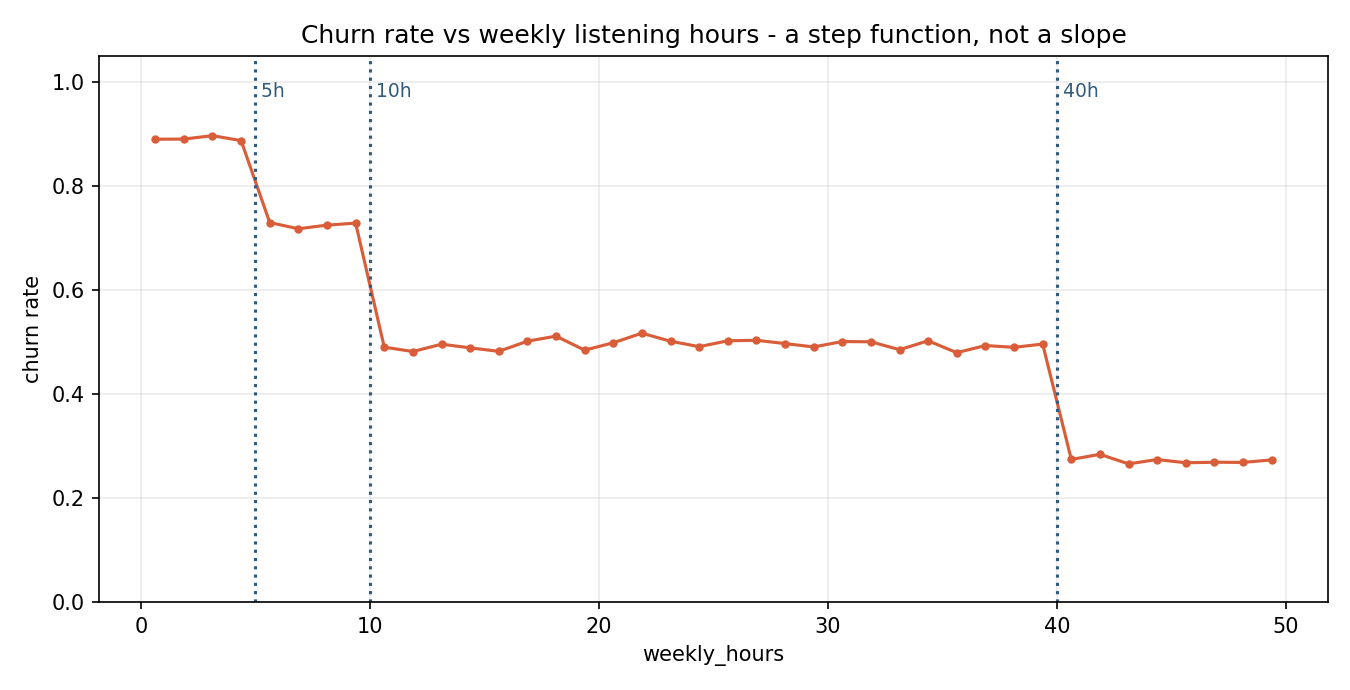 Churn rate vs weekly listening hours - a step function, not a slope
1.0
5h
10h
40h
0.8
0.6
churn rate
0.4
0.2
0.0
0
10
20
30
40
50
weekly_hours